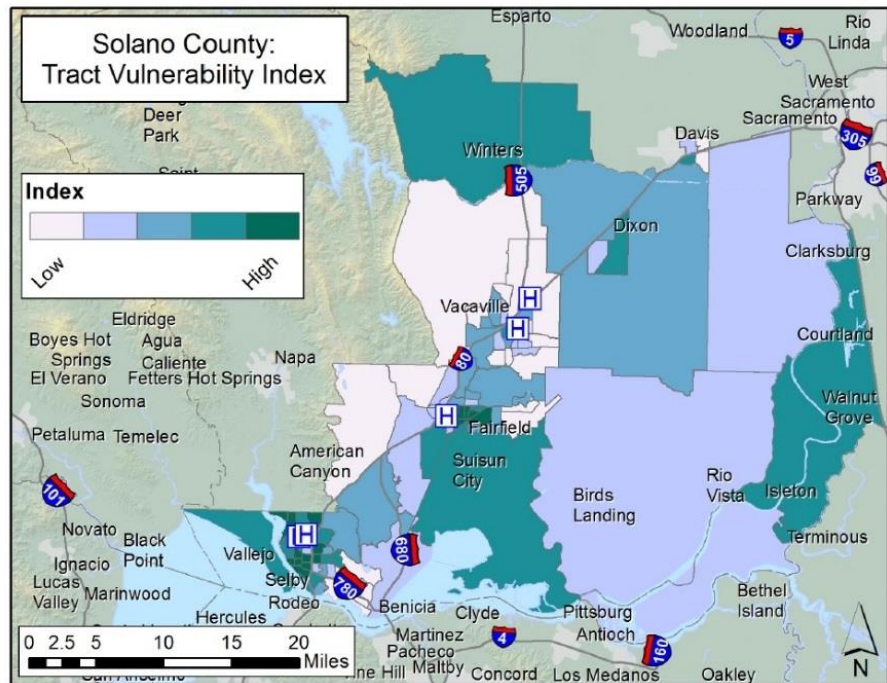 Solano County:
Tract Vulnerability Index
Esparto
Woodland
5
Rio
Linda
Deer
Park
West
Sacramento
Sacramento
Davis
305
Winters
505
99
Index
Low
High
Parkway
Dixon
Clarksburg
H
Vacaville
H
Eldridge
Boyes Hot
Springs
Agua
Caliente
El Verano
Fetters Hot Springs
Napa
80
Courtland
Sonoma
Walnut
Grove
H
Petaluma
Temelec
Fairfield
American
Canyon
Suisun
City
Rio
Vista
Isleton
101
Birds
Landing
Novato
Black
Point
H
Terminous
Vallejo
680
Ignacio
Lucas
Valley
Marinwood
Selby
780
Rodeo
Bethel
Island
Hercules
Benicia
Clyde
Pittsburg
Antioch
0 2.5 5 10 15 20
Miles
Martinez
Pacheco
Maltby
4
160
N
Concord
Los Medanos
Oakley